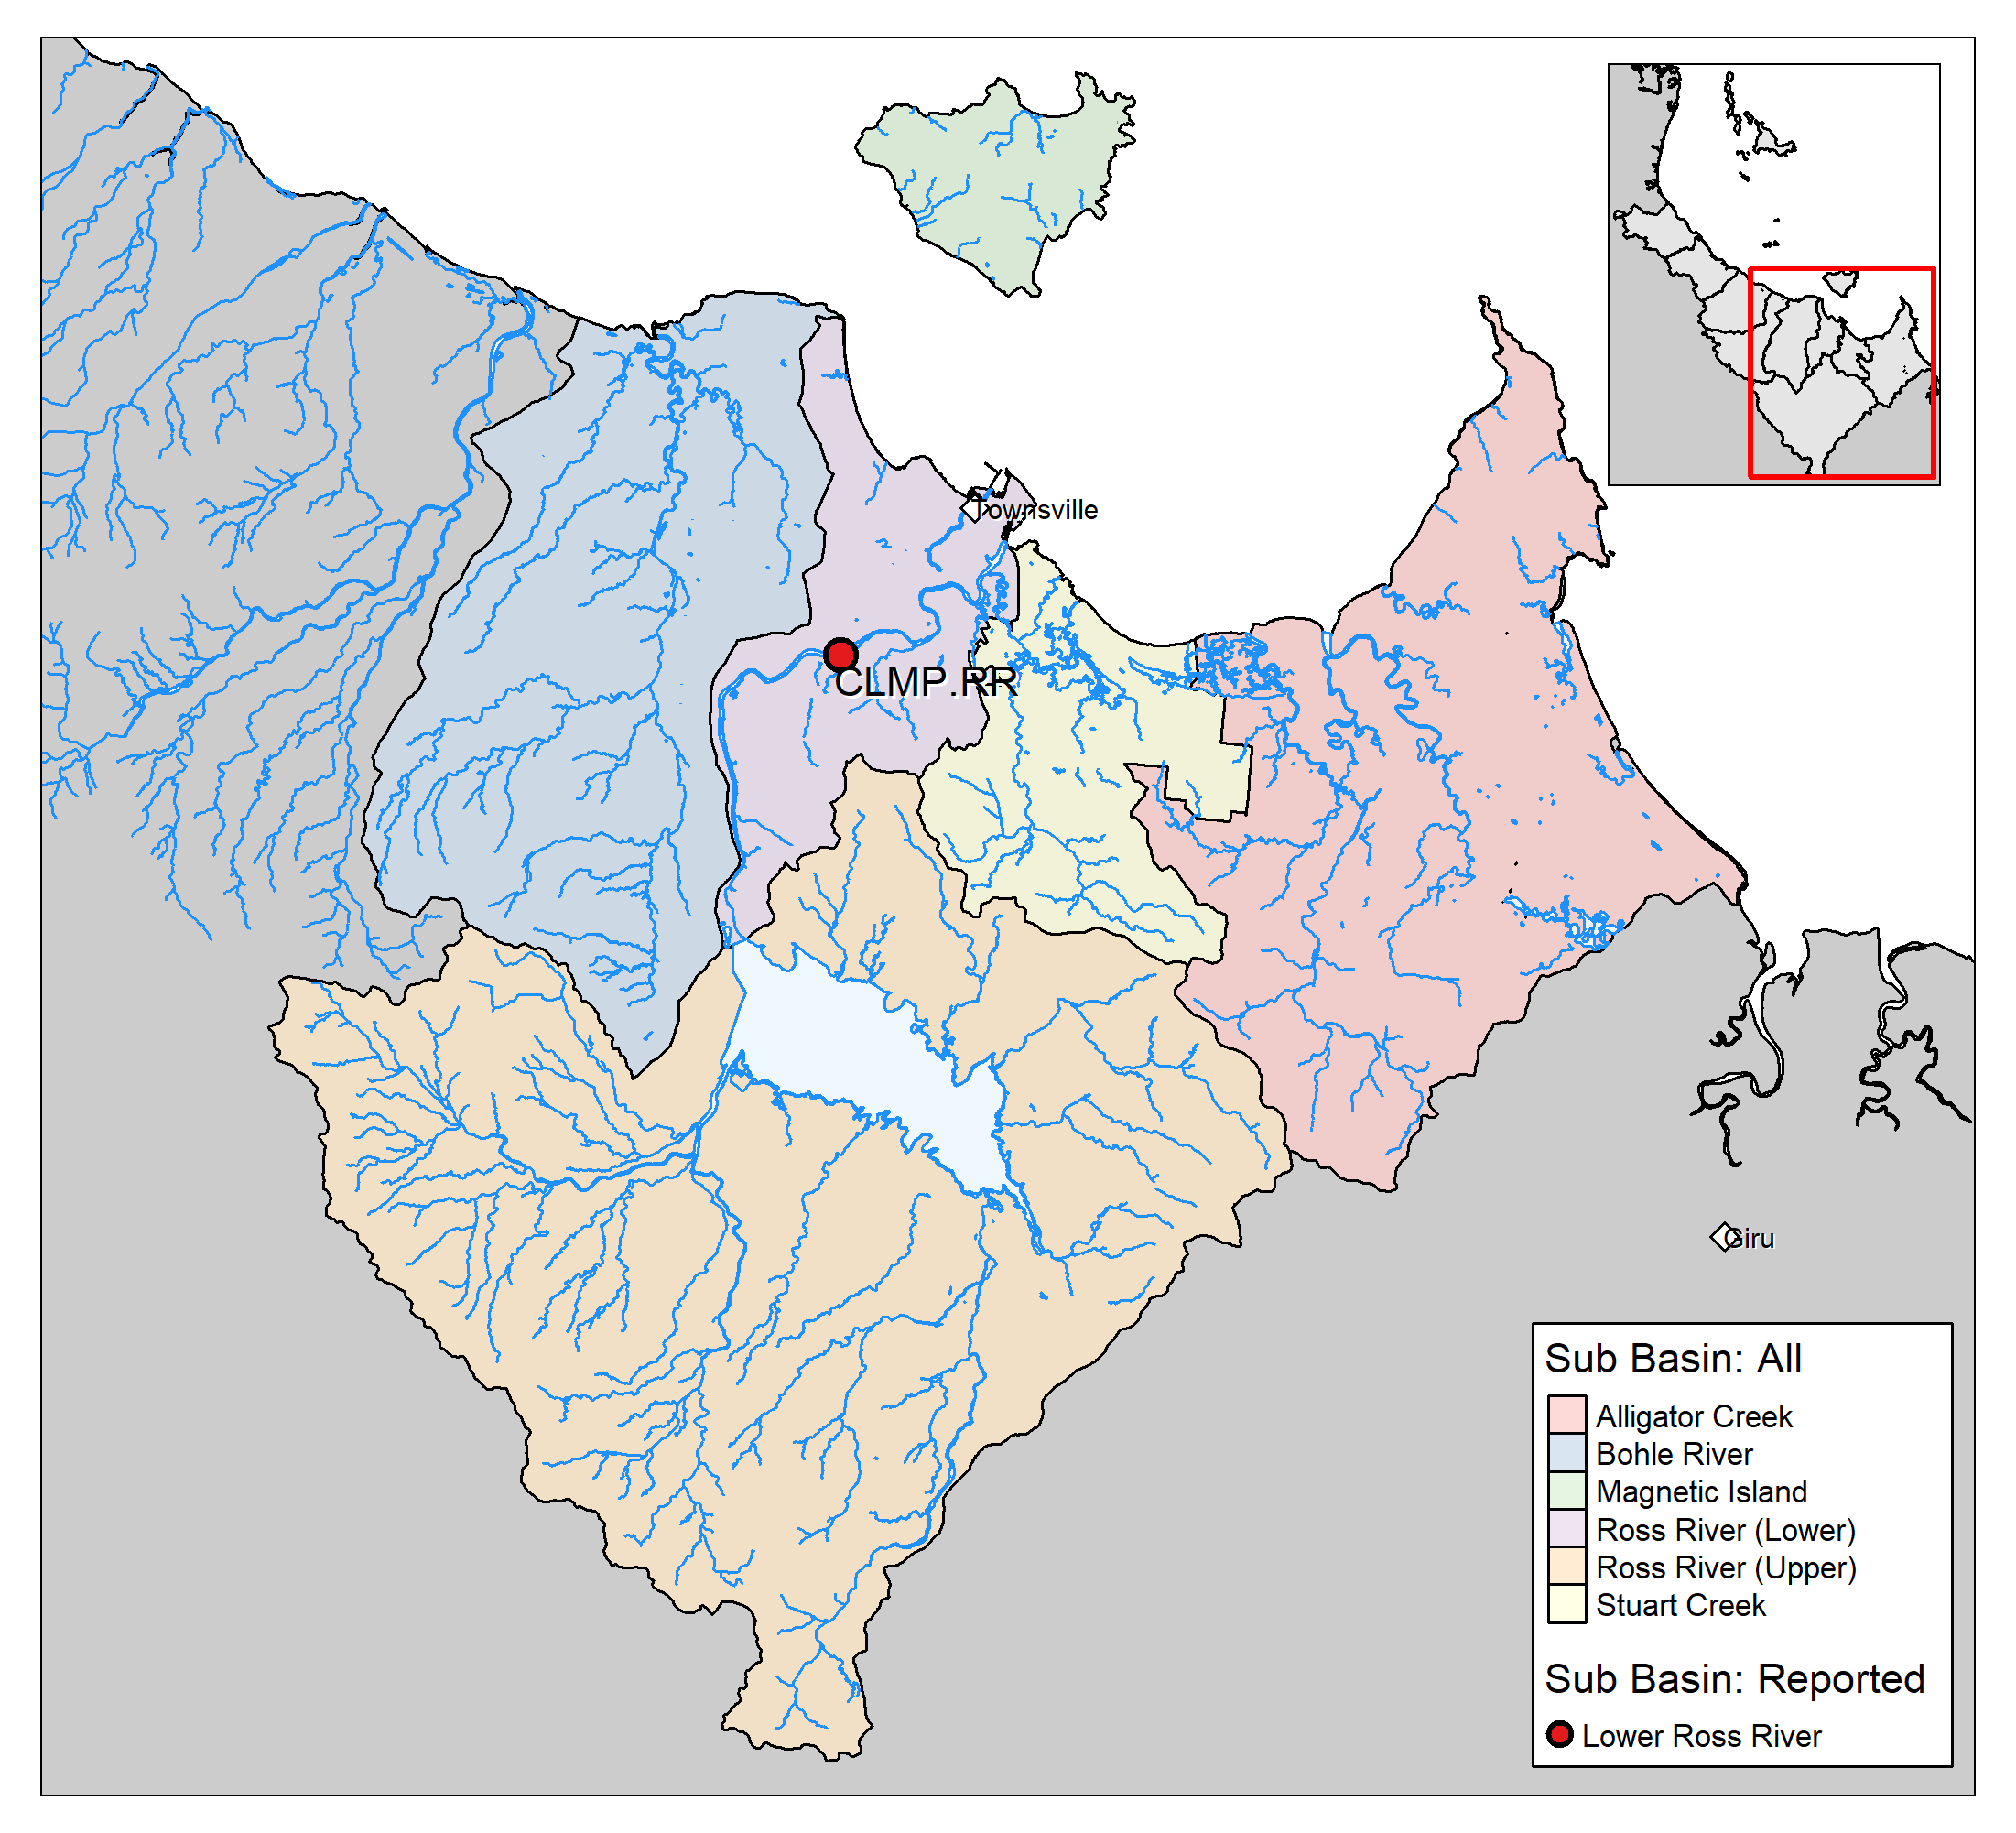 Townsville
CLMP.RR
Giru
Sub Basin: All
Alligator Creek
Bohle River
Magnetic Island
Ross River (Lower)
Ross River (Upper)
Stuart Creek
Sub Basin: Reported
Lower Ross River